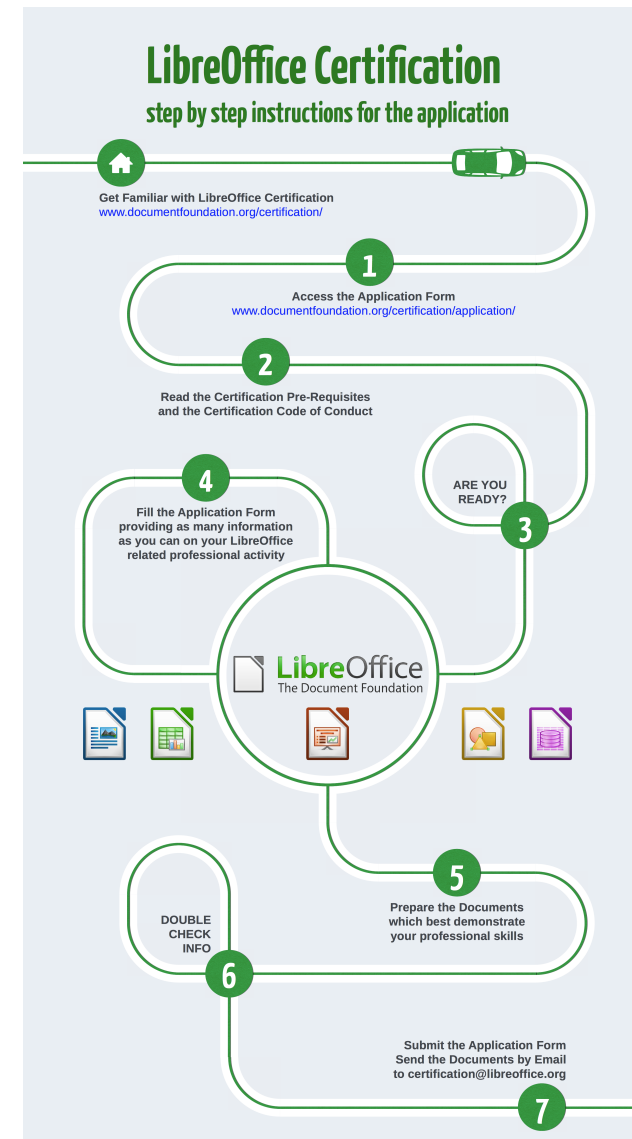 LibreOffice Certification
step by step instructions for the application
Get Familiar with LibreOffice Certification
www.documentfoundation.org/certification/
1
Access the Application Form
www.documentfoundation.org/certification/application/
2
Read the Certification Pre-Requisites
and the Certification Code of Conduct
ARE YOU
READY?
3
4
Fill the Application Form
providing as many information
as you can on your LibreOffice
related professional activity
LibreOffice
The Document Foundation
5
Prepare the Documents
which best demonstrate
your professional skills
DOUBLE
CHECK
INFO
6
Submit the Application Form
Send the Documents by Email
to certification@libreoffice.org
7